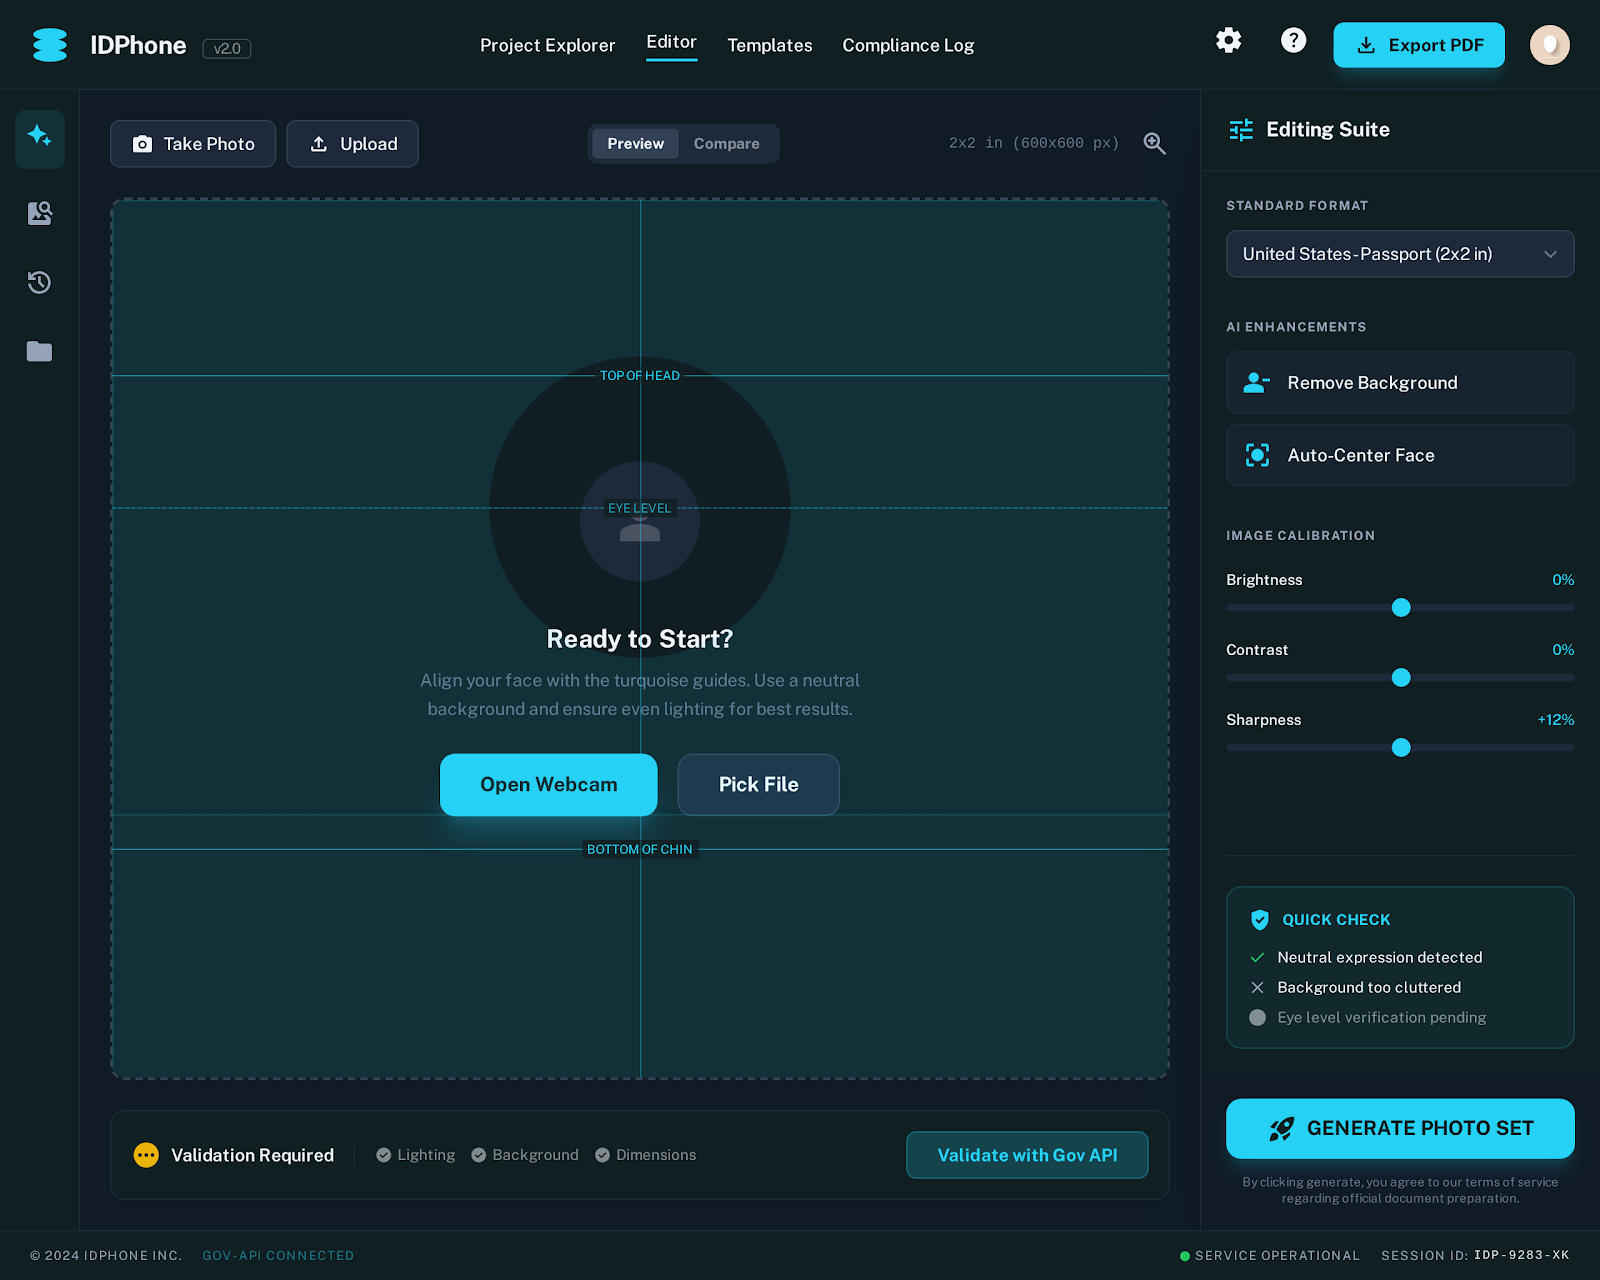 IDPhone v2.0
Project Explorer Editor Templates Compliance Log
Export PDF
Take Photo Upload
Preview Compare
2x2 in (600x600 px)
TOP OF HEAD
EYE LEVEL
Ready to Start?
Align your face with the turquoise guides. Use a neutral
background and ensure even lighting for best results.
Open Webcam Pick File
BOTTOM OF CHIN
Validation Required Lighting Background Dimensions
Validate with Gov API
Editing Suite
STANDARD FORMAT
United States - Passport (2x2 in)
AI ENHANCEMENTS
Remove Background
Auto-Center Face
IMAGE CALIBRATION
Brightness 0%
Contrast 0%
Sharpness +12%
QUICK CHECK
Neutral expression detected
Background too cluttered
Eye level verification pending
GENERATE PHOTO SET
By clicking generate, you agree to our terms of service
regarding official document preparation.
© 2024 IDPHONE INC. GOV-API CONNECTED
SERVICE OPERATIONAL SESSION ID: IDP-9283-XK